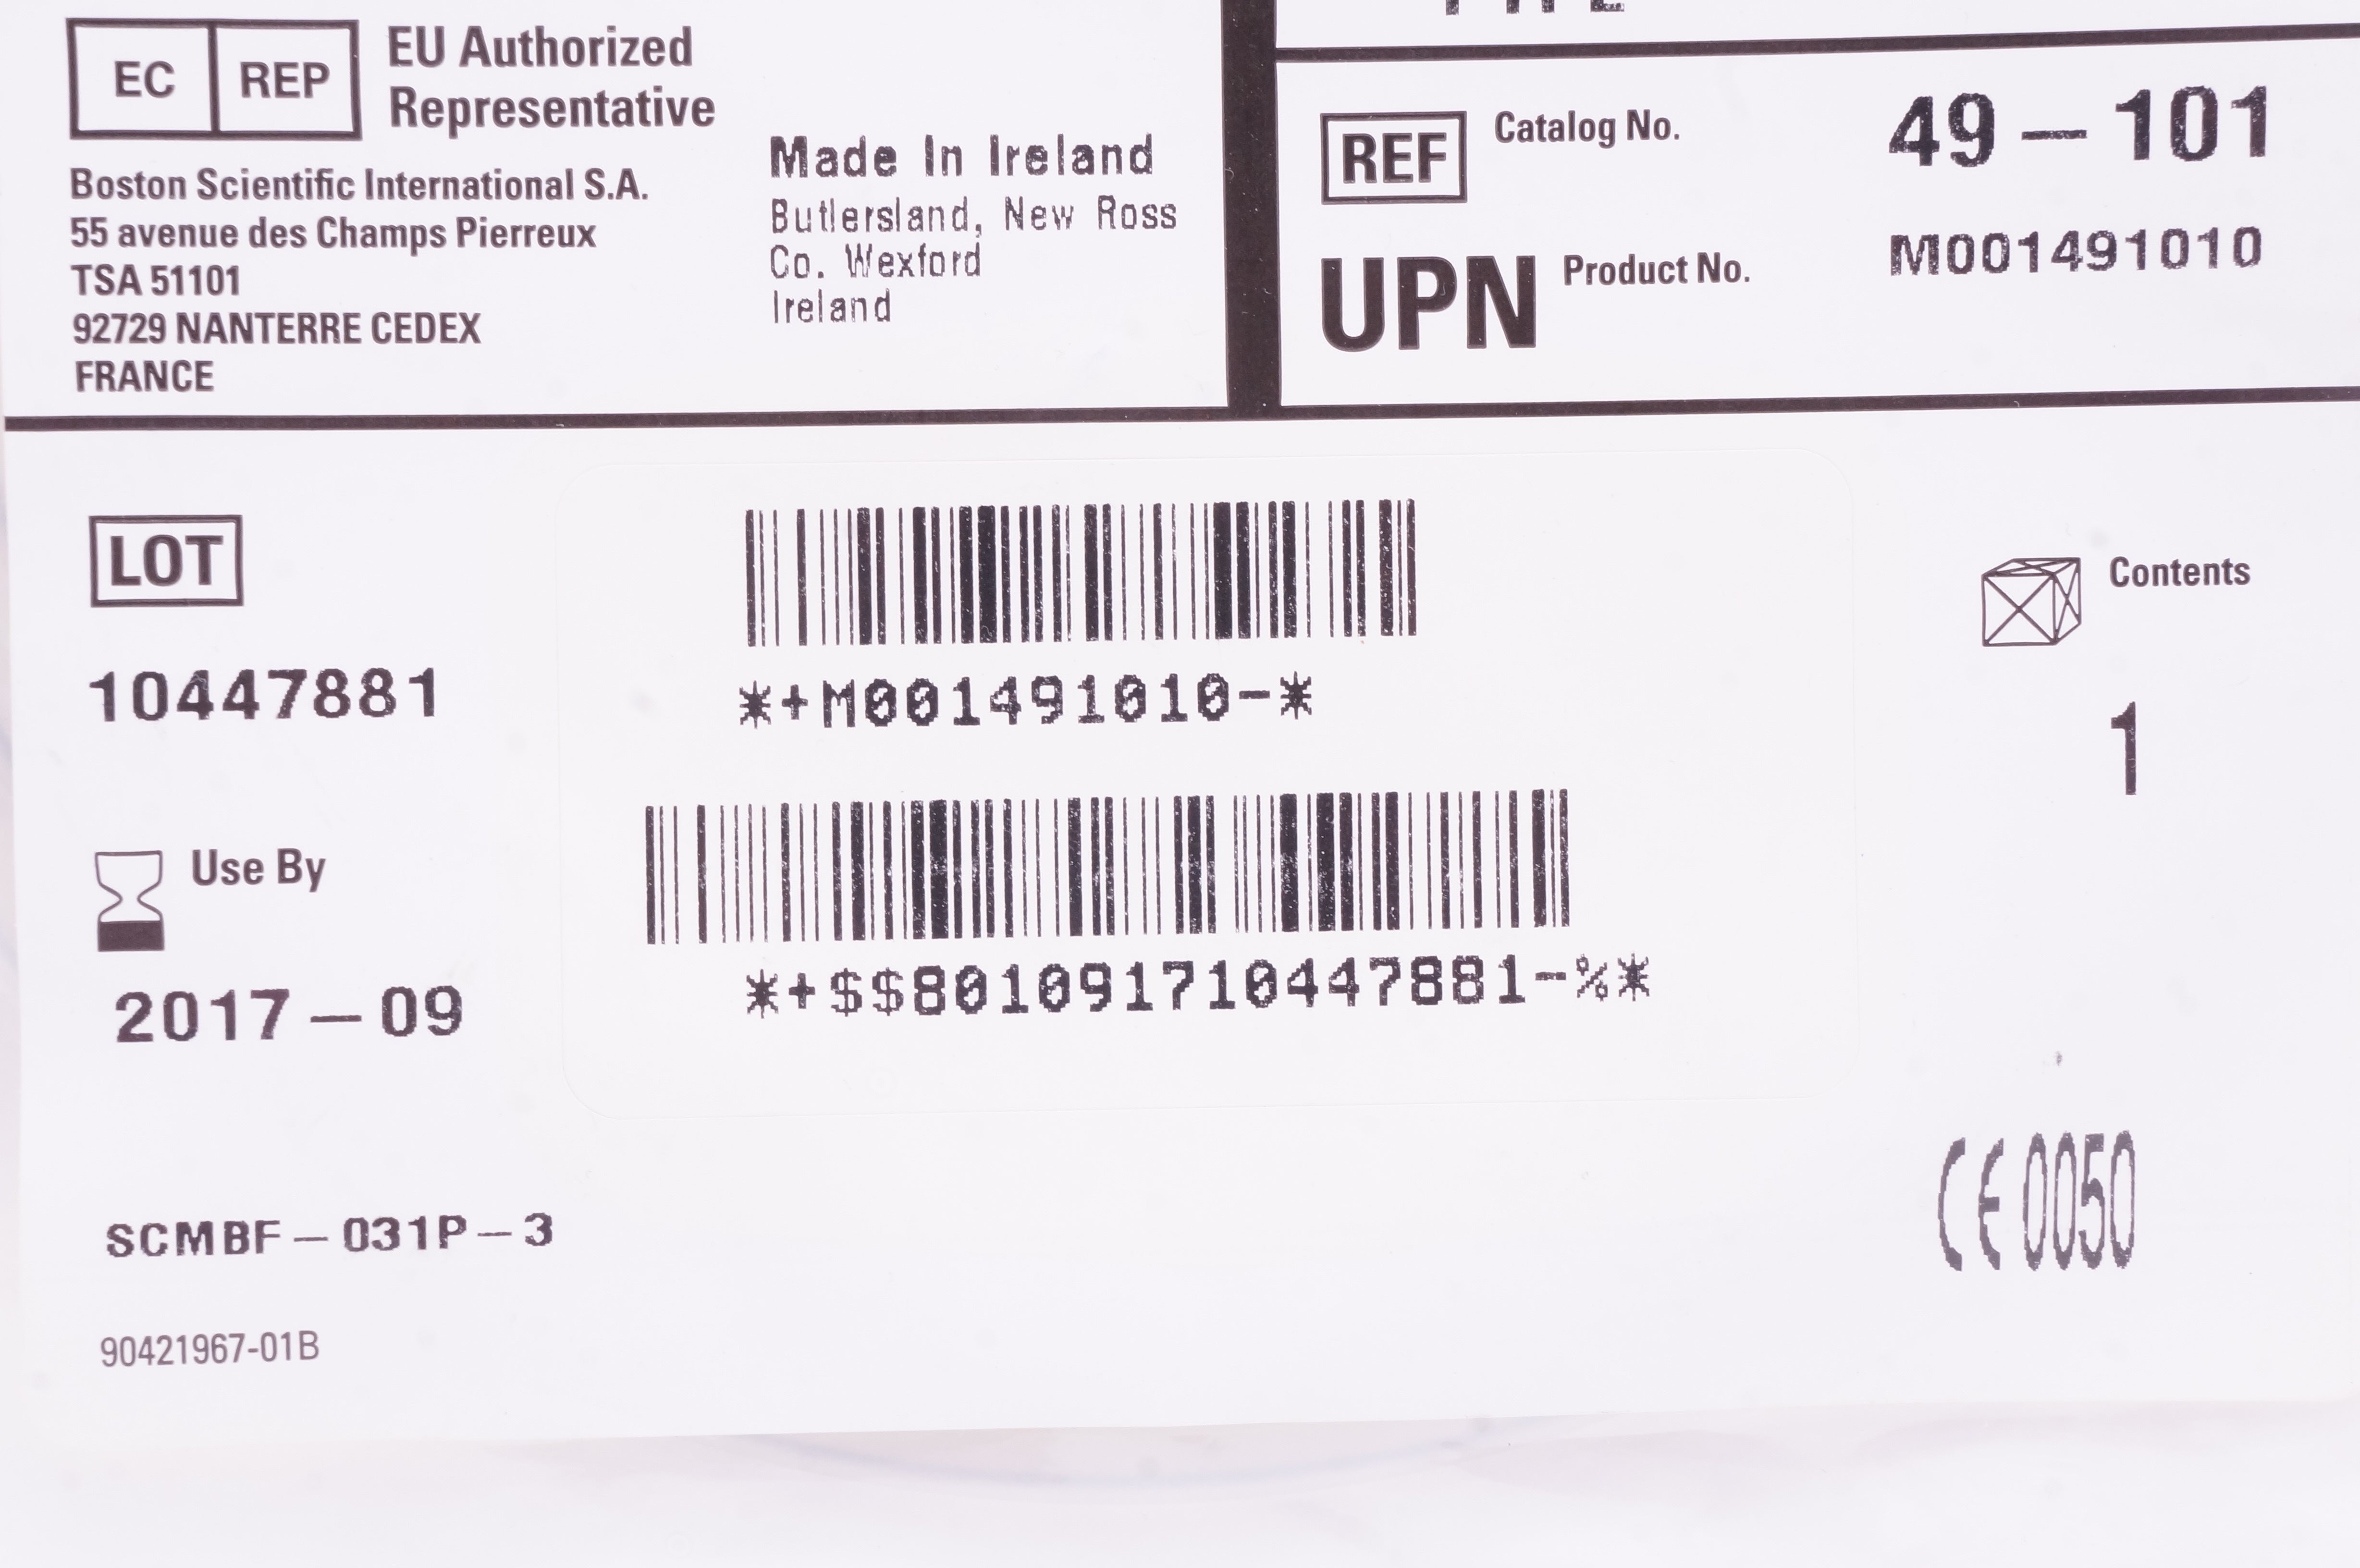 EC REP EU Authorized
Representative
Boston Scientific International S.A.
55 avenue des Champs Pierreux
TSA 51101
92729 NANTERRE CEDEX
FRANCE
Made In Ireland
Butlersland, New Ross
Co. Wexford
Ireland
REF Catalog No. 49-101
UPN Product No. M001491010
LOT
10447881
Use By
2017-09
SCMBF-031P-3
90421967-01B
*+M001491010-*
*+$$801091710447881-%*
Contents
1
CE 0050